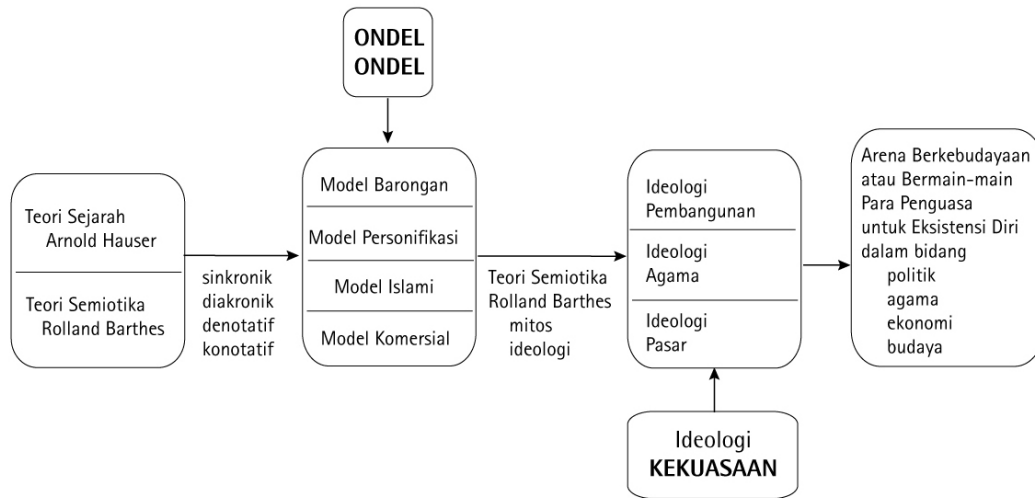 ONDEL
ONDEL
Teori Sejarah
Arnold Hauser
Teori Semiotika
Rolland Barthes
sinkronik
diakronik
denotatif
konotatif
Model Barongan
Model Personifikasi
Model Islami
Model Komersial
Teori Semiotika
Rolland Barthes
mitos
ideologi
Ideologi
Pembangunan
Ideologi
Agama
Ideologi
Pasar
Ideologi
KEKUASAAN
Arena Berkebudayaan
atau Bermain-main
Para Penguasa
untuk Eksistensi Diri
dalam bidang
politik
agama
ekonomi
budaya